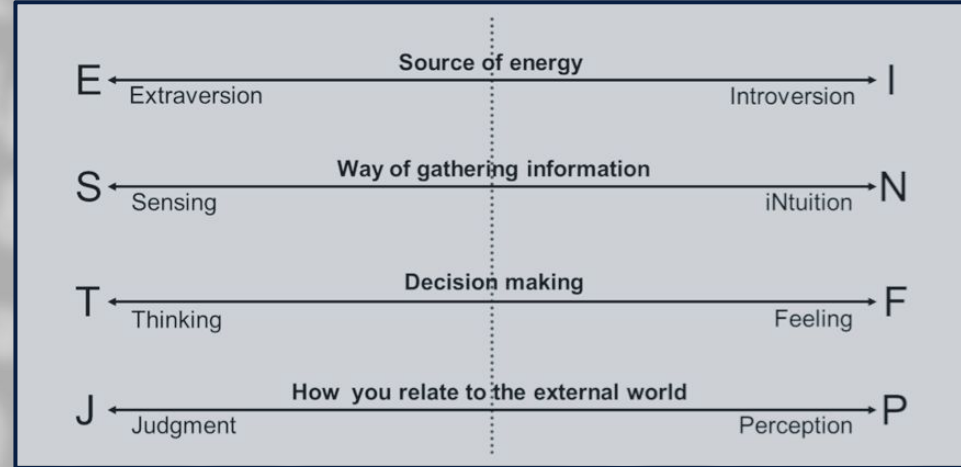 Source of energy
E I
Extraversion Introversion
Way of gathering information
S N
Sensing iNtuition
Decision making
T F
Thinking Feeling
How you relate to the external world
J P
Judgment Perception